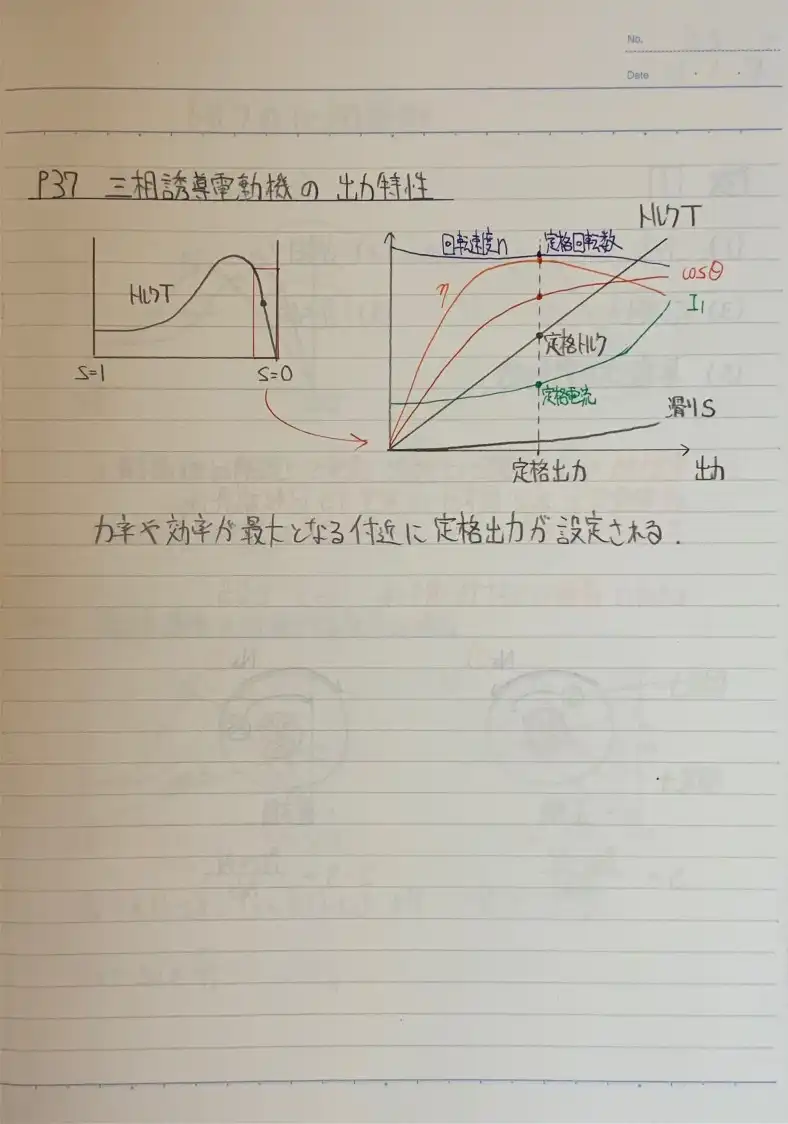 No.
Date
P37 三相誘導電動機の 出力特性
トルクT
S=1
S=0
トルクT
回転速度n
定格回転数
cosθ
η
I1
定格トルク
定格電流
滑りS
定格出力
出力
力率や効率が最大となる付近に定格出力が設定される.